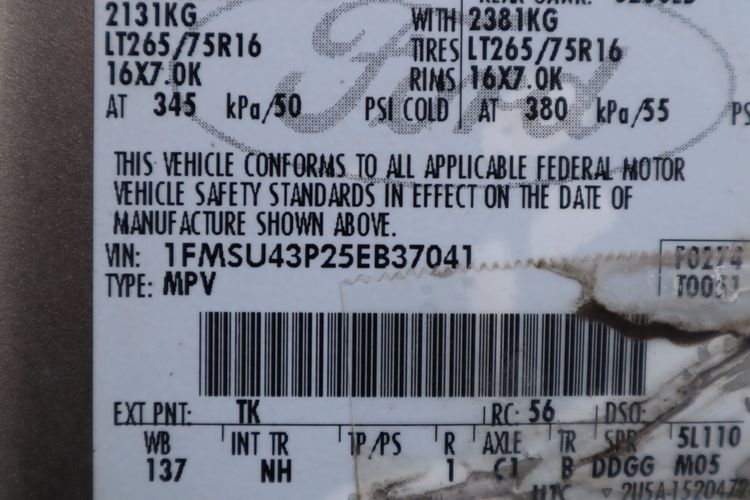 2131KG WITH 2381KG
LT265/75R16 TIRES LT265/75R16
16X7.0K RIMS 16X7.0K
AT 345 kPa/50 PSI COLD AT 380 kPa/55 PS
Ford
THIS VEHICLE CONFORMS TO ALL APPLICABLE FEDERAL MOTOR
VEHICLE SAFETY STANDARDS IN EFFECT ON THE DATE OF
MANUFACTURE SHOWN ABOVE.
VIN: 1FMSU43P25EB37041 F0274
TYPE: MPV T0051
EXT PNT: TK RC: 56 DSO:
WB INT TR TP/PS R AXLE TR SPR 5L110
137 NH 1 C1 B DDGG M05